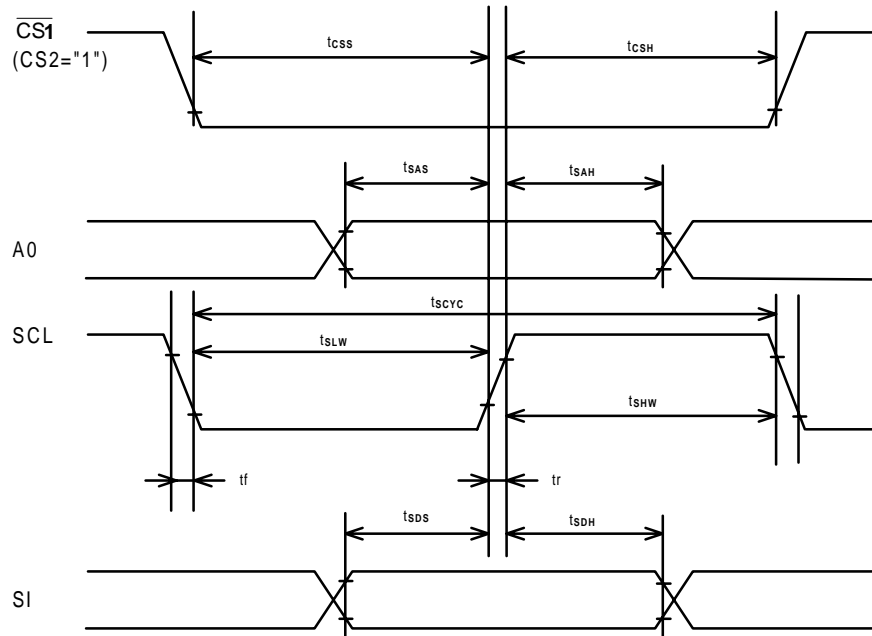 CS1
(CS2="1")
tCSS
tCSH
tSAS
tSAH
A0
tSCYC
SCL
tSLW
tSHW
tf
tr
tSDS
tSDH
SI